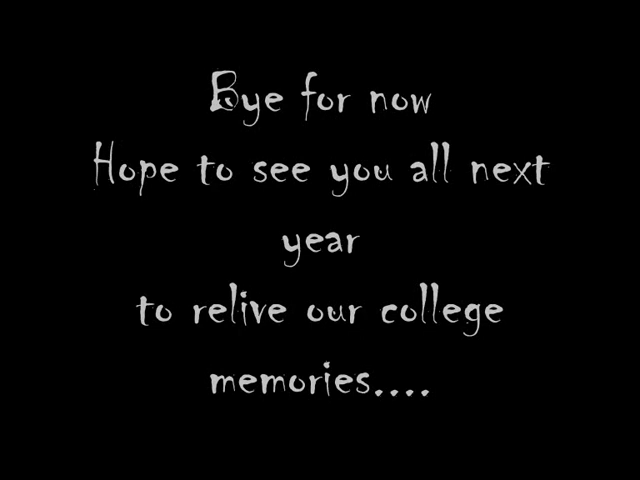 Bye for now
Hope to see you all next
year
to relive our college
memories....